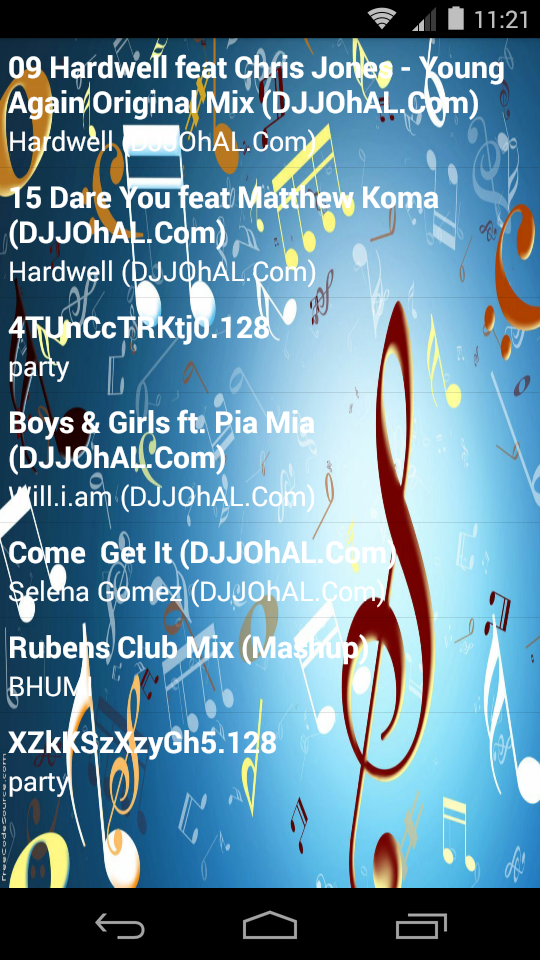 11:21
09 Hardwell feat Chris Jones - Young
Again Original Mix (DJJOhAL.Com)
Hardwell (DJJOhAL.Com)
15 Dare You feat Matthew Koma
(DJJOhAL.Com)
Hardwell (DJJOhAL.Com)
4TUnCcTRKtj0.128
party
Boys & Girls ft. Pia Mia
(DJJOhAL.Com)
Will.i.am (DJJOhAL.Com)
Come  Get It (DJJOhAL.Com)
Selena Gomez (DJJOhAL.Com)
Rubens Club Mix (Mashup)
BHUMI
XZkKSzXzyGh5.128
party
FreeCodeSource.com